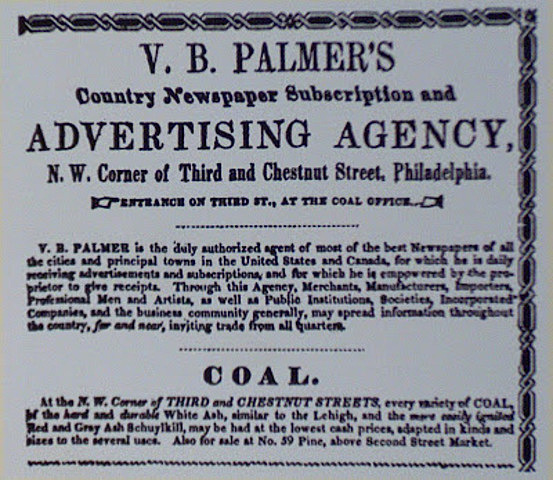 V. B. PALMER'S
Country Newspaper Subscription and
ADVERTISING AGENCY,
N. W. Corner of Third and Chestnut Street, Philadelphia.
ENTRANCE ON THIRD ST., AT THE COAL OFFICE.
V. B. PALMER is the duly authorized agent of most of the best Newspapers of all
the cities and principal towns in the United States and Canada, for which he is daily
receiving advertisements and subscriptions, and for which he is empowered by the pro-
prietor to give receipts. Through this Agency, Merchants, Manufacturers, Importers,
Professional Men and Artists, as well as Public Institutions, Societies, Incorporated
Companies, and the business community generally, may spread information throughout
the country, far and near, inviting trade from all quarters.
COAL.
At the N. W. Corner of THIRD and CHESTNUT STREETS, every variety of COAL,
of the hard and durable White Ash, similar to the Lehigh, and the more easily ignited
Red and Gray Ash Schuylkill, may be had at the lowest cash prices, adapted in kinds and
sizes to the several uses. Also for sale at No. 59 Pine, above Second Street Market.